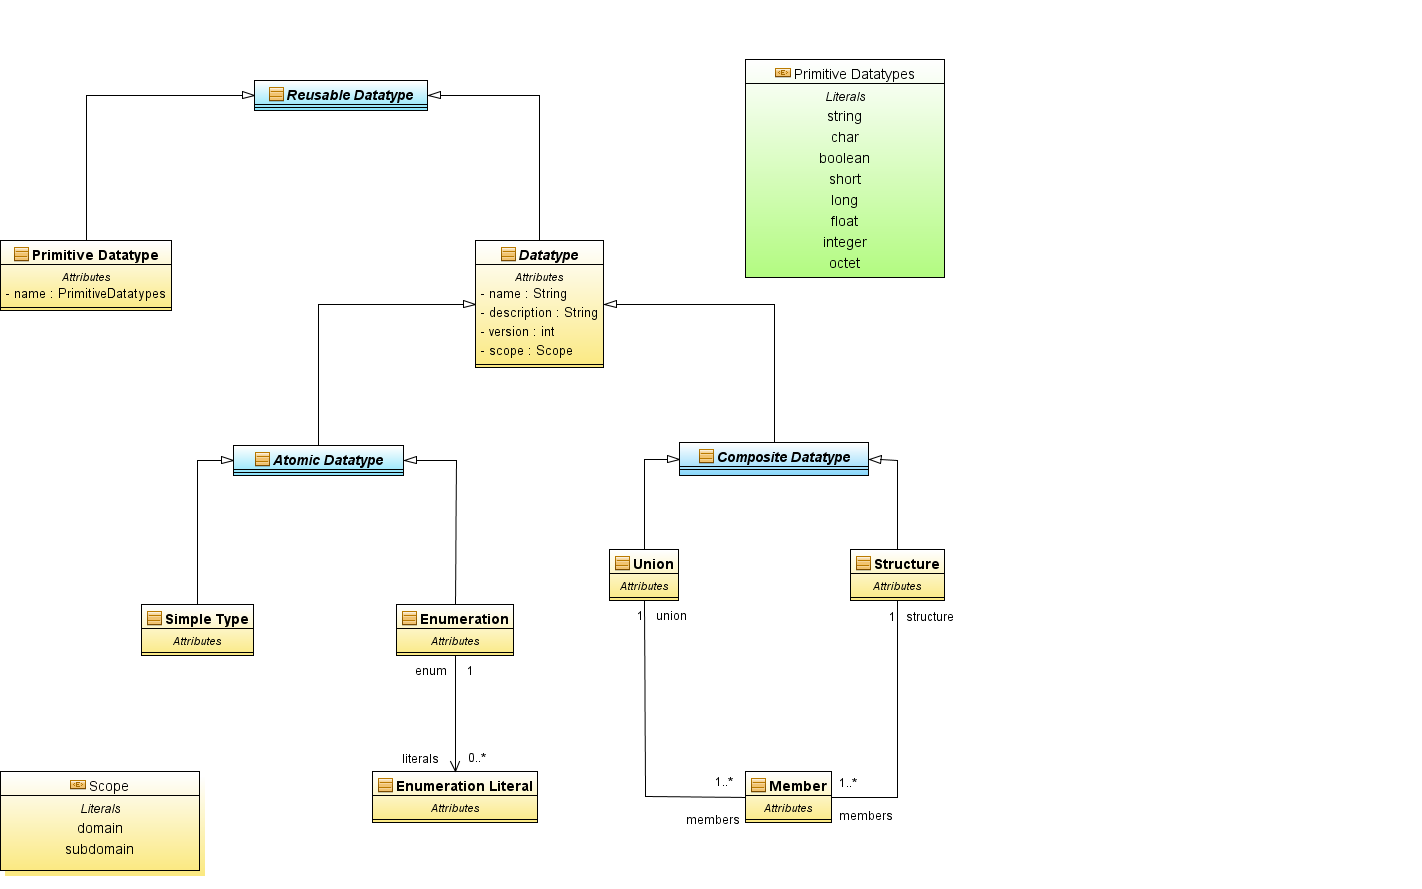 Reusable Datatype
<E> Primitive Datatypes
Literals
string
char
boolean
short
long
float
integer
octet
Primitive Datatype
Attributes
- name : PrimitiveDatatypes
Datatype
Attributes
- name : String
- description : String
- version : int
- scope : Scope
Atomic Datatype
Composite Datatype
Simple Type
Attributes
Enumeration
Attributes
enum 1
literals 0..*
Enumeration Literal
Attributes
Union
Attributes
1 union
Structure
Attributes
1 structure
1..*
members
Member
Attributes
1..*
members
<E> Scope
Literals
domain
subdomain